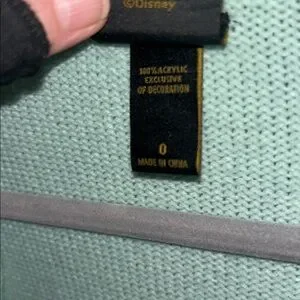 ©Disney
100% ACRYLIC
EXCLUSIVE
OF DECORATION
0
MADE IN CHINA